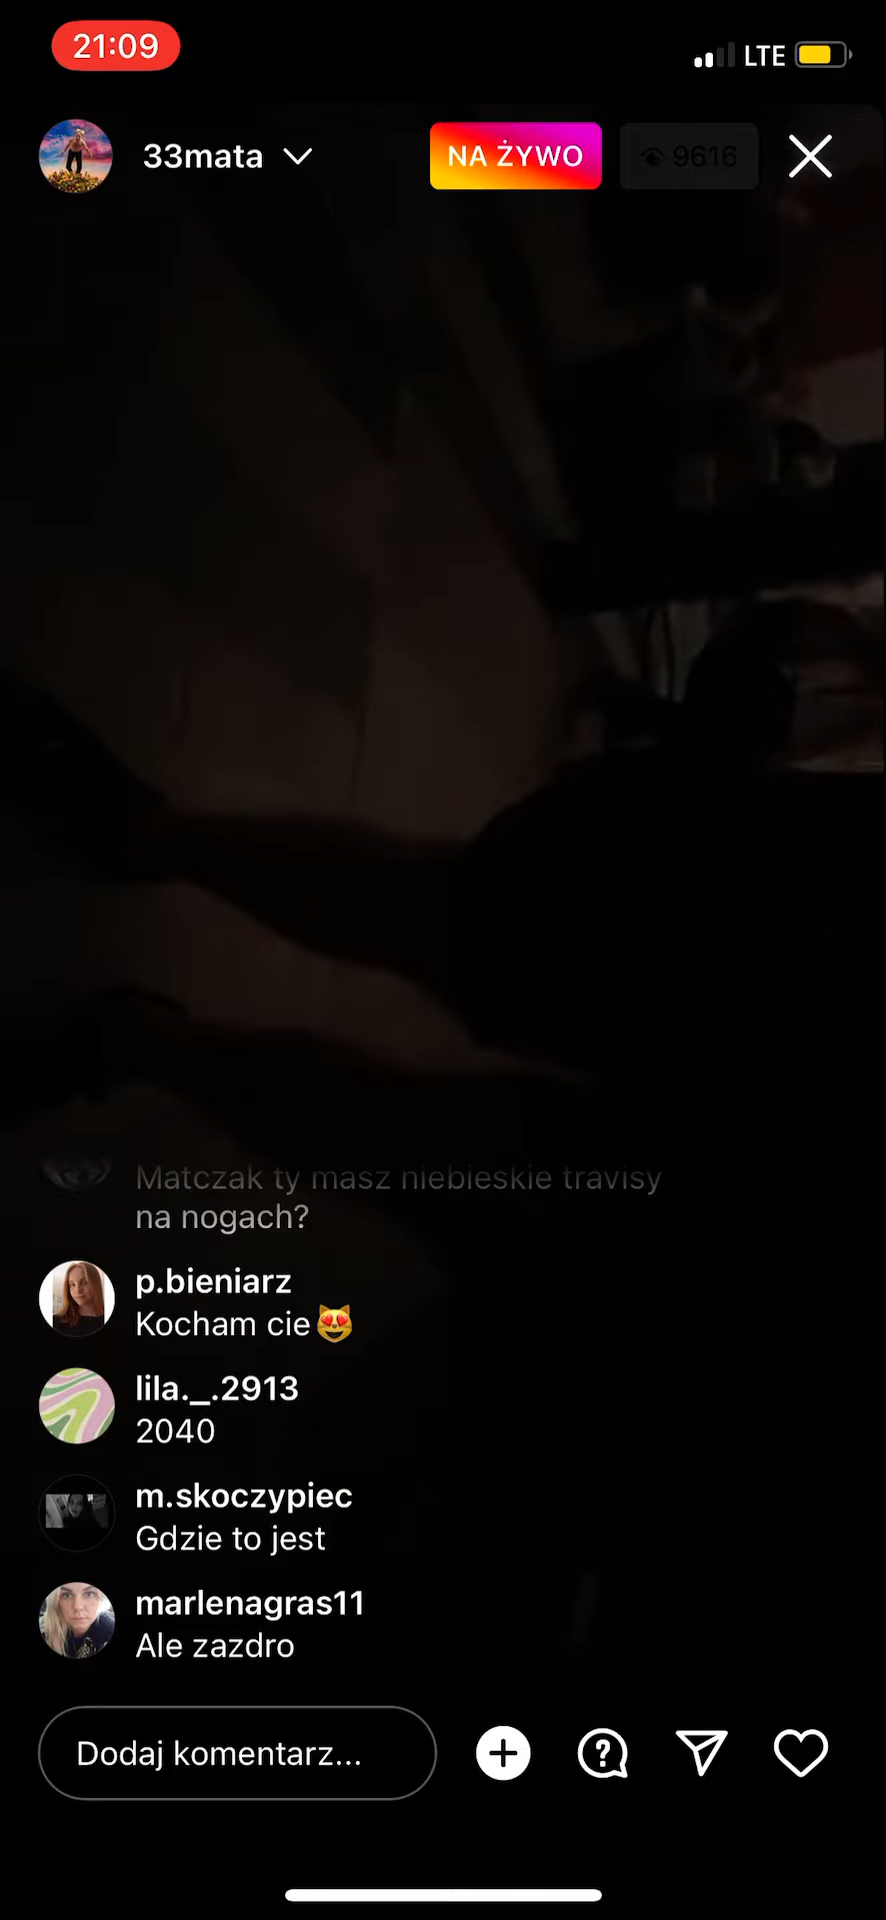 21:09
LTE
33mata
NA ŻYWO
9616
Matczak ty masz niebieskie travisy
na nogach?
p.bieniarz
Kocham cie😻
lila._.2913
2040
m.skoczypiec
Gdzie to jest
marlenagras11
Ale zazdro
Dodaj komentarz...